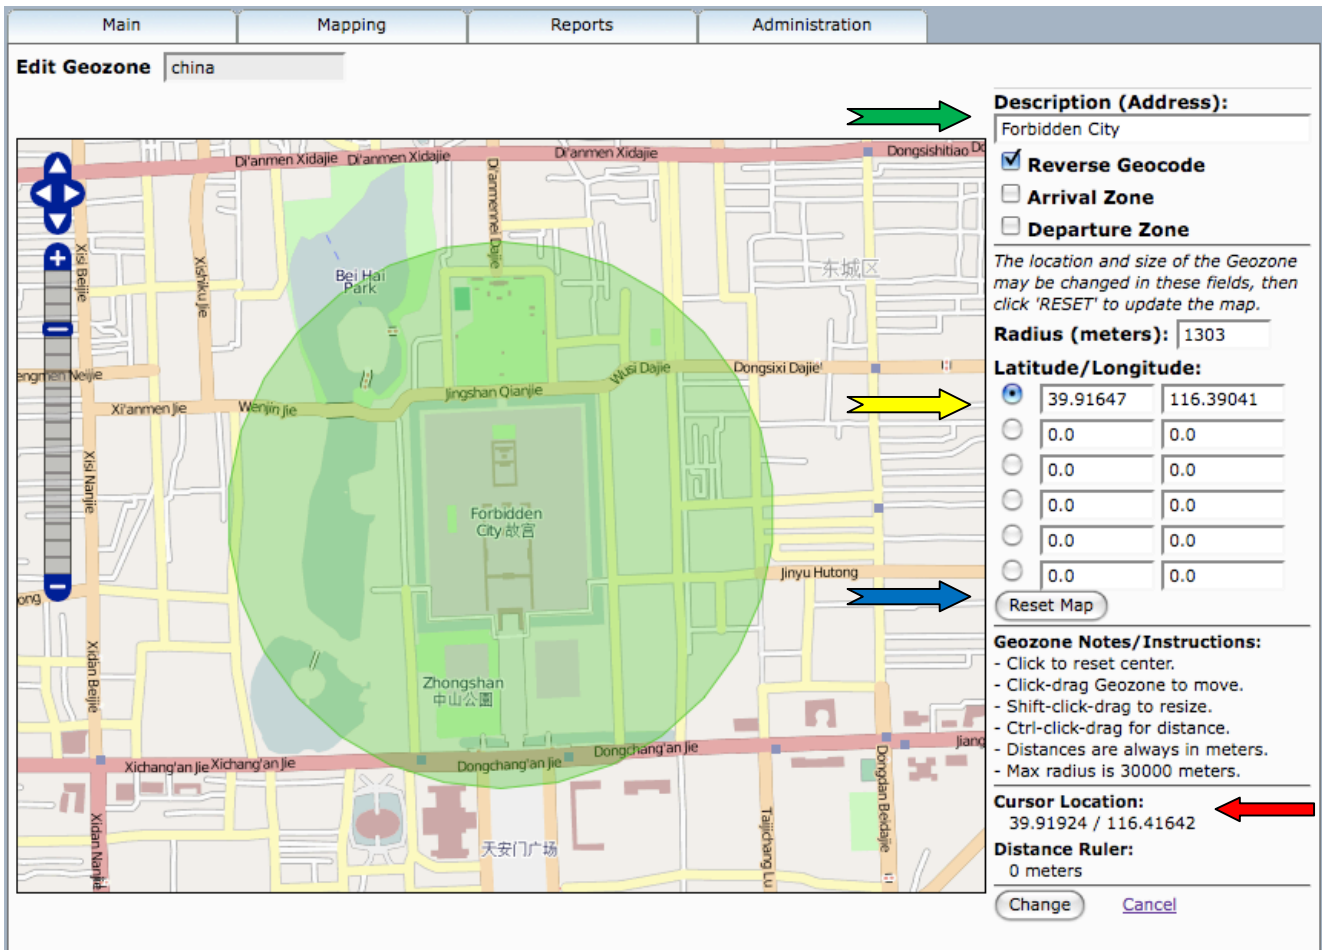 Main
Mapping
Reports
Administration
Edit Geozone china
Description (Address):
Forbidden City
Reverse Geocode
Arrival Zone
Departure Zone
The location and size of the Geozone
may be changed in these fields, then
click 'RESET' to update the map.
Radius (meters): 1303
Latitude/Longitude:
39.91647 116.39041
0.0 0.0
0.0 0.0
0.0 0.0
0.0 0.0
0.0 0.0
Reset Map
Geozone Notes/Instructions:
- Click to reset center.
- Click-drag Geozone to move.
- Shift-click-drag to resize.
- Ctrl-click-drag for distance.
- Distances are always in meters.
- Max radius is 30000 meters.
Cursor Location:
39.91924 / 116.41642
Distance Ruler:
0 meters
Change Cancel
Di'anmen Xidajie
Di'anmen Xidajie
Di'anmen Xidajie
Dongsishitiao
Di'anmennei Dajie
Xisi Beijie
Xishiku Jie
Bei Hai
Park
东城区
engmen Neijie
Wusi Dajie
Dongsixi Dajie
Jingshan Qianjie
Xi'anmen Jie
Wenjin Jie
Xisi Nanjie
Forbidden
City 故宫
Jinyu Hutong
ong
Xidan Beijie
Zhongshan
中山公園
Dongchang'an Jie
Jiang
Xichang'an Jie
Xichang'an Jie
Dongchang'an Jie
Dongdan Beidajie
Xidan Nanjie
Taijichang Lu
天安门广场